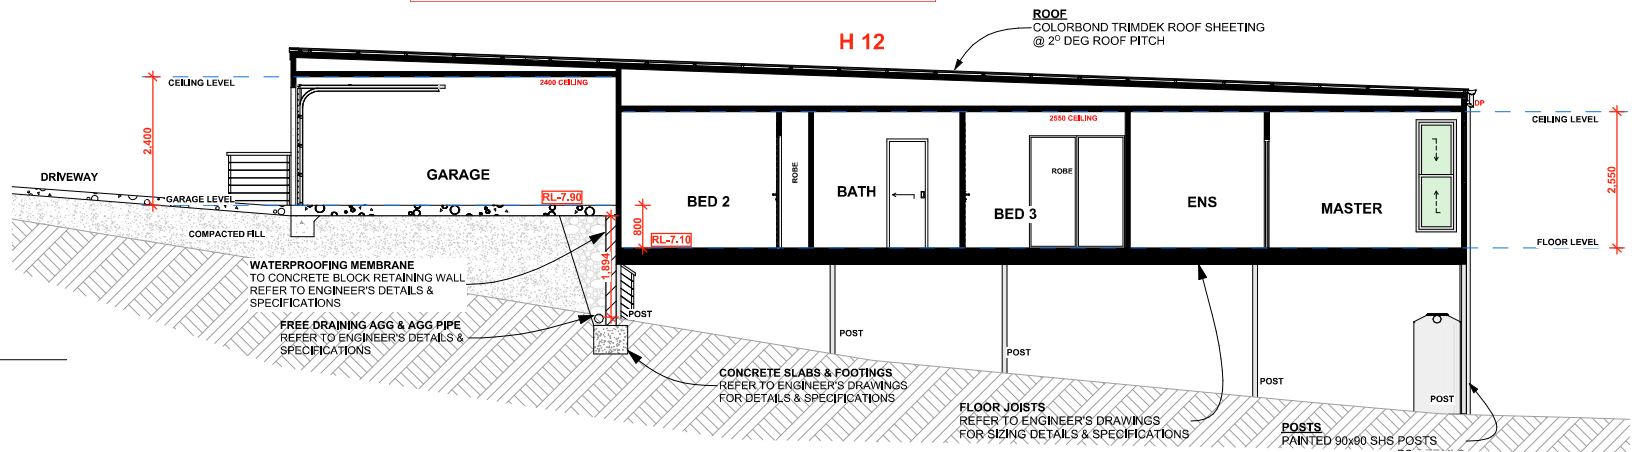 ROOF
COLORBOND TRIMDEK ROOF SHEETING
@ 2⁰ DEG ROOF PITCH
H 12
CEILING LEVEL
2400 CEILING
DP
2550 CEILING
CEILING LEVEL
2,400
2,550
DRIVEWAY
GARAGE
ROBE
ROBE
BATH
BED 2
BED 3
ENS
MASTER
GARAGE LEVEL
RL-7.90
COMPACTED FILL
800
RL-7.10
FLOOR LEVEL
WATERPROOFING MEMBRANE
TO CONCRETE BLOCK RETAINING WALL
REFER TO ENGINEER'S DETAILS &
SPECIFICATIONS
1,894
POST
FREE DRAINING AGG & AGG PIPE
REFER TO ENGINEER'S DETAILS &
SPECIFICATIONS
POST
POST
POST
POST
CONCRETE SLABS & FOOTINGS
REFER TO ENGINEER'S DRAWINGS
FOR DETAILS & SPECIFICATIONS
FLOOR JOISTS
REFER TO ENGINEER'S DRAWINGS
FOR SIZING DETAILS & SPECIFICATIONS
POSTS
PAINTED 90x90 SHS POSTS